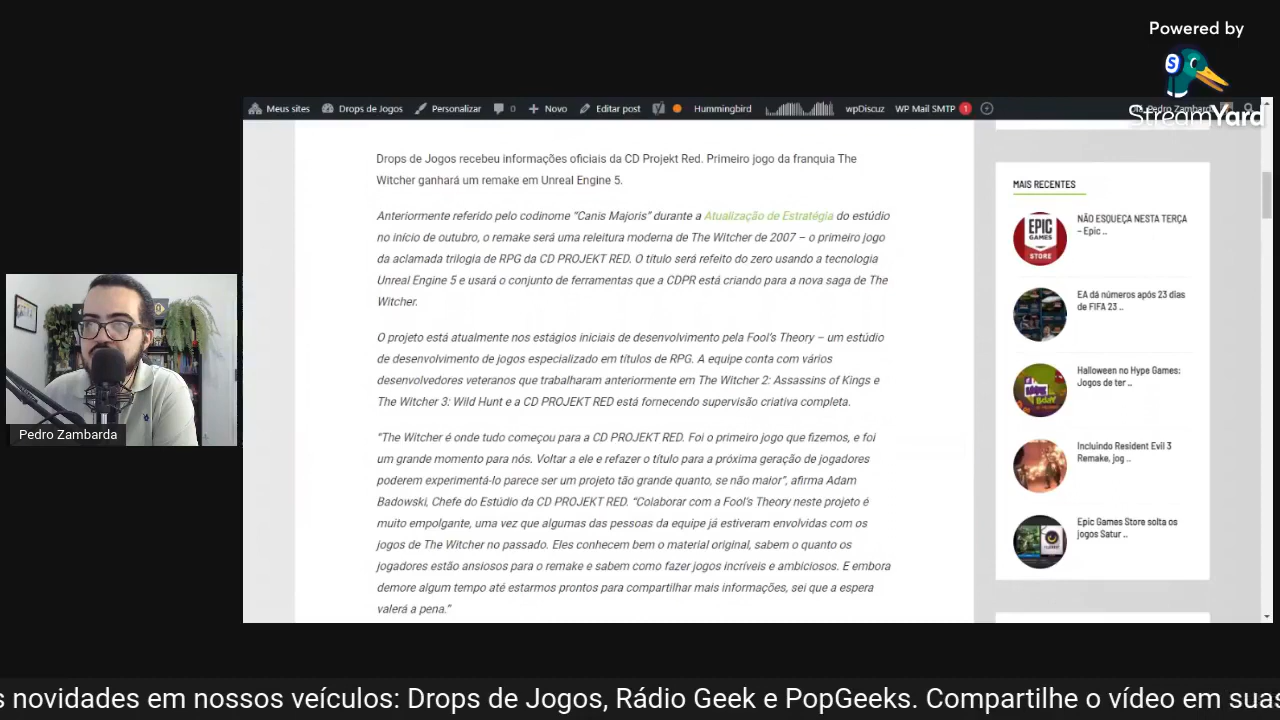 Powered by
StreamYard
Meus sites Drops de Jogos Personalizar 0 Novo Editar post Hummingbird wpDiscuz WP Mail SMTP 1 Pedro Zambard
Drops de Jogos recebeu informações oficiais da CD Projekt Red. Primeiro jogo da franquia The
Witcher ganhará um remake em Unreal Engine 5.
Anteriormente referido pelo codinome “Canis Majoris” durante a Atualização de Estratégia do estúdio
no início de outubro, o remake será uma releitura moderna de The Witcher de 2007 – o primeiro jogo
da aclamada trilogia de RPG da CD PROJEKT RED. O título será refeito do zero usando a tecnologia
Unreal Engine 5 e usará o conjunto de ferramentas que a CDPR está criando para a nova saga de The
Witcher.
O projeto está atualmente nos estágios iniciais de desenvolvimento pela Fool’s Theory – um estúdio
de desenvolvimento de jogos especializado em títulos de RPG. A equipe conta com vários
desenvolvedores veteranos que trabalharam anteriormente em The Witcher 2: Assassins of Kings e
The Witcher 3: Wild Hunt e a CD PROJEKT RED está fornecendo supervisão criativa completa.
“The Witcher é onde tudo começou para a CD PROJEKT RED. Foi o primeiro jogo que fizemos, e foi
um grande momento para nós. Voltar a ele e refazer o título para a próxima geração de jogadores
poderem experimentá-lo parece ser um projeto tão grande quanto, se não maior”, afirma Adam
Badowski, Chefe do Estúdio da CD PROJEKT RED. “Colaborar com a Fool’s Theory neste projeto é
muito empolgante, uma vez que algumas das pessoas da equipe já estiveram envolvidas com os
jogos de The Witcher no passado. Eles conhecem bem o material original, sabem o quanto os
jogadores estão ansiosos para o remake e sabem como fazer jogos incríveis e ambiciosos. E embora
demore algum tempo até estarmos prontos para compartilhar mais informações, sei que a espera
valerá a pena.”
MAIS RECENTES
EPIC
GAMES
STORE
NÃO ESQUEÇA NESTA TERÇA
– Epic ..
EA dá números após 23 dias
de FIFA 23 ..
Halloween no Hype Games:
Jogos de ter ..
Incluindo Resident Evil 3
Remake, jog ..
Epic Games Store solta os
jogos Satur ..
Pedro Zambarda
s novidades em nossos veículos: Drops de Jogos, Rádio Geek e PopGeeks. Compartilhe o vídeo em suas